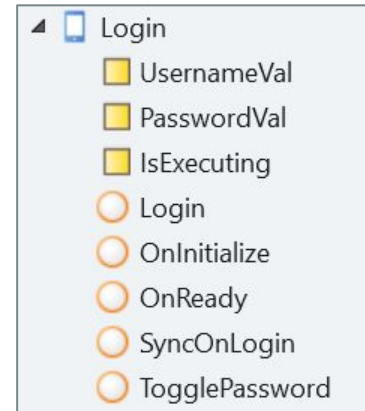 Login
UsernameVal
PasswordVal
IsExecuting
Login
OnInitialize
OnReady
SyncOnLogin
TogglePassword